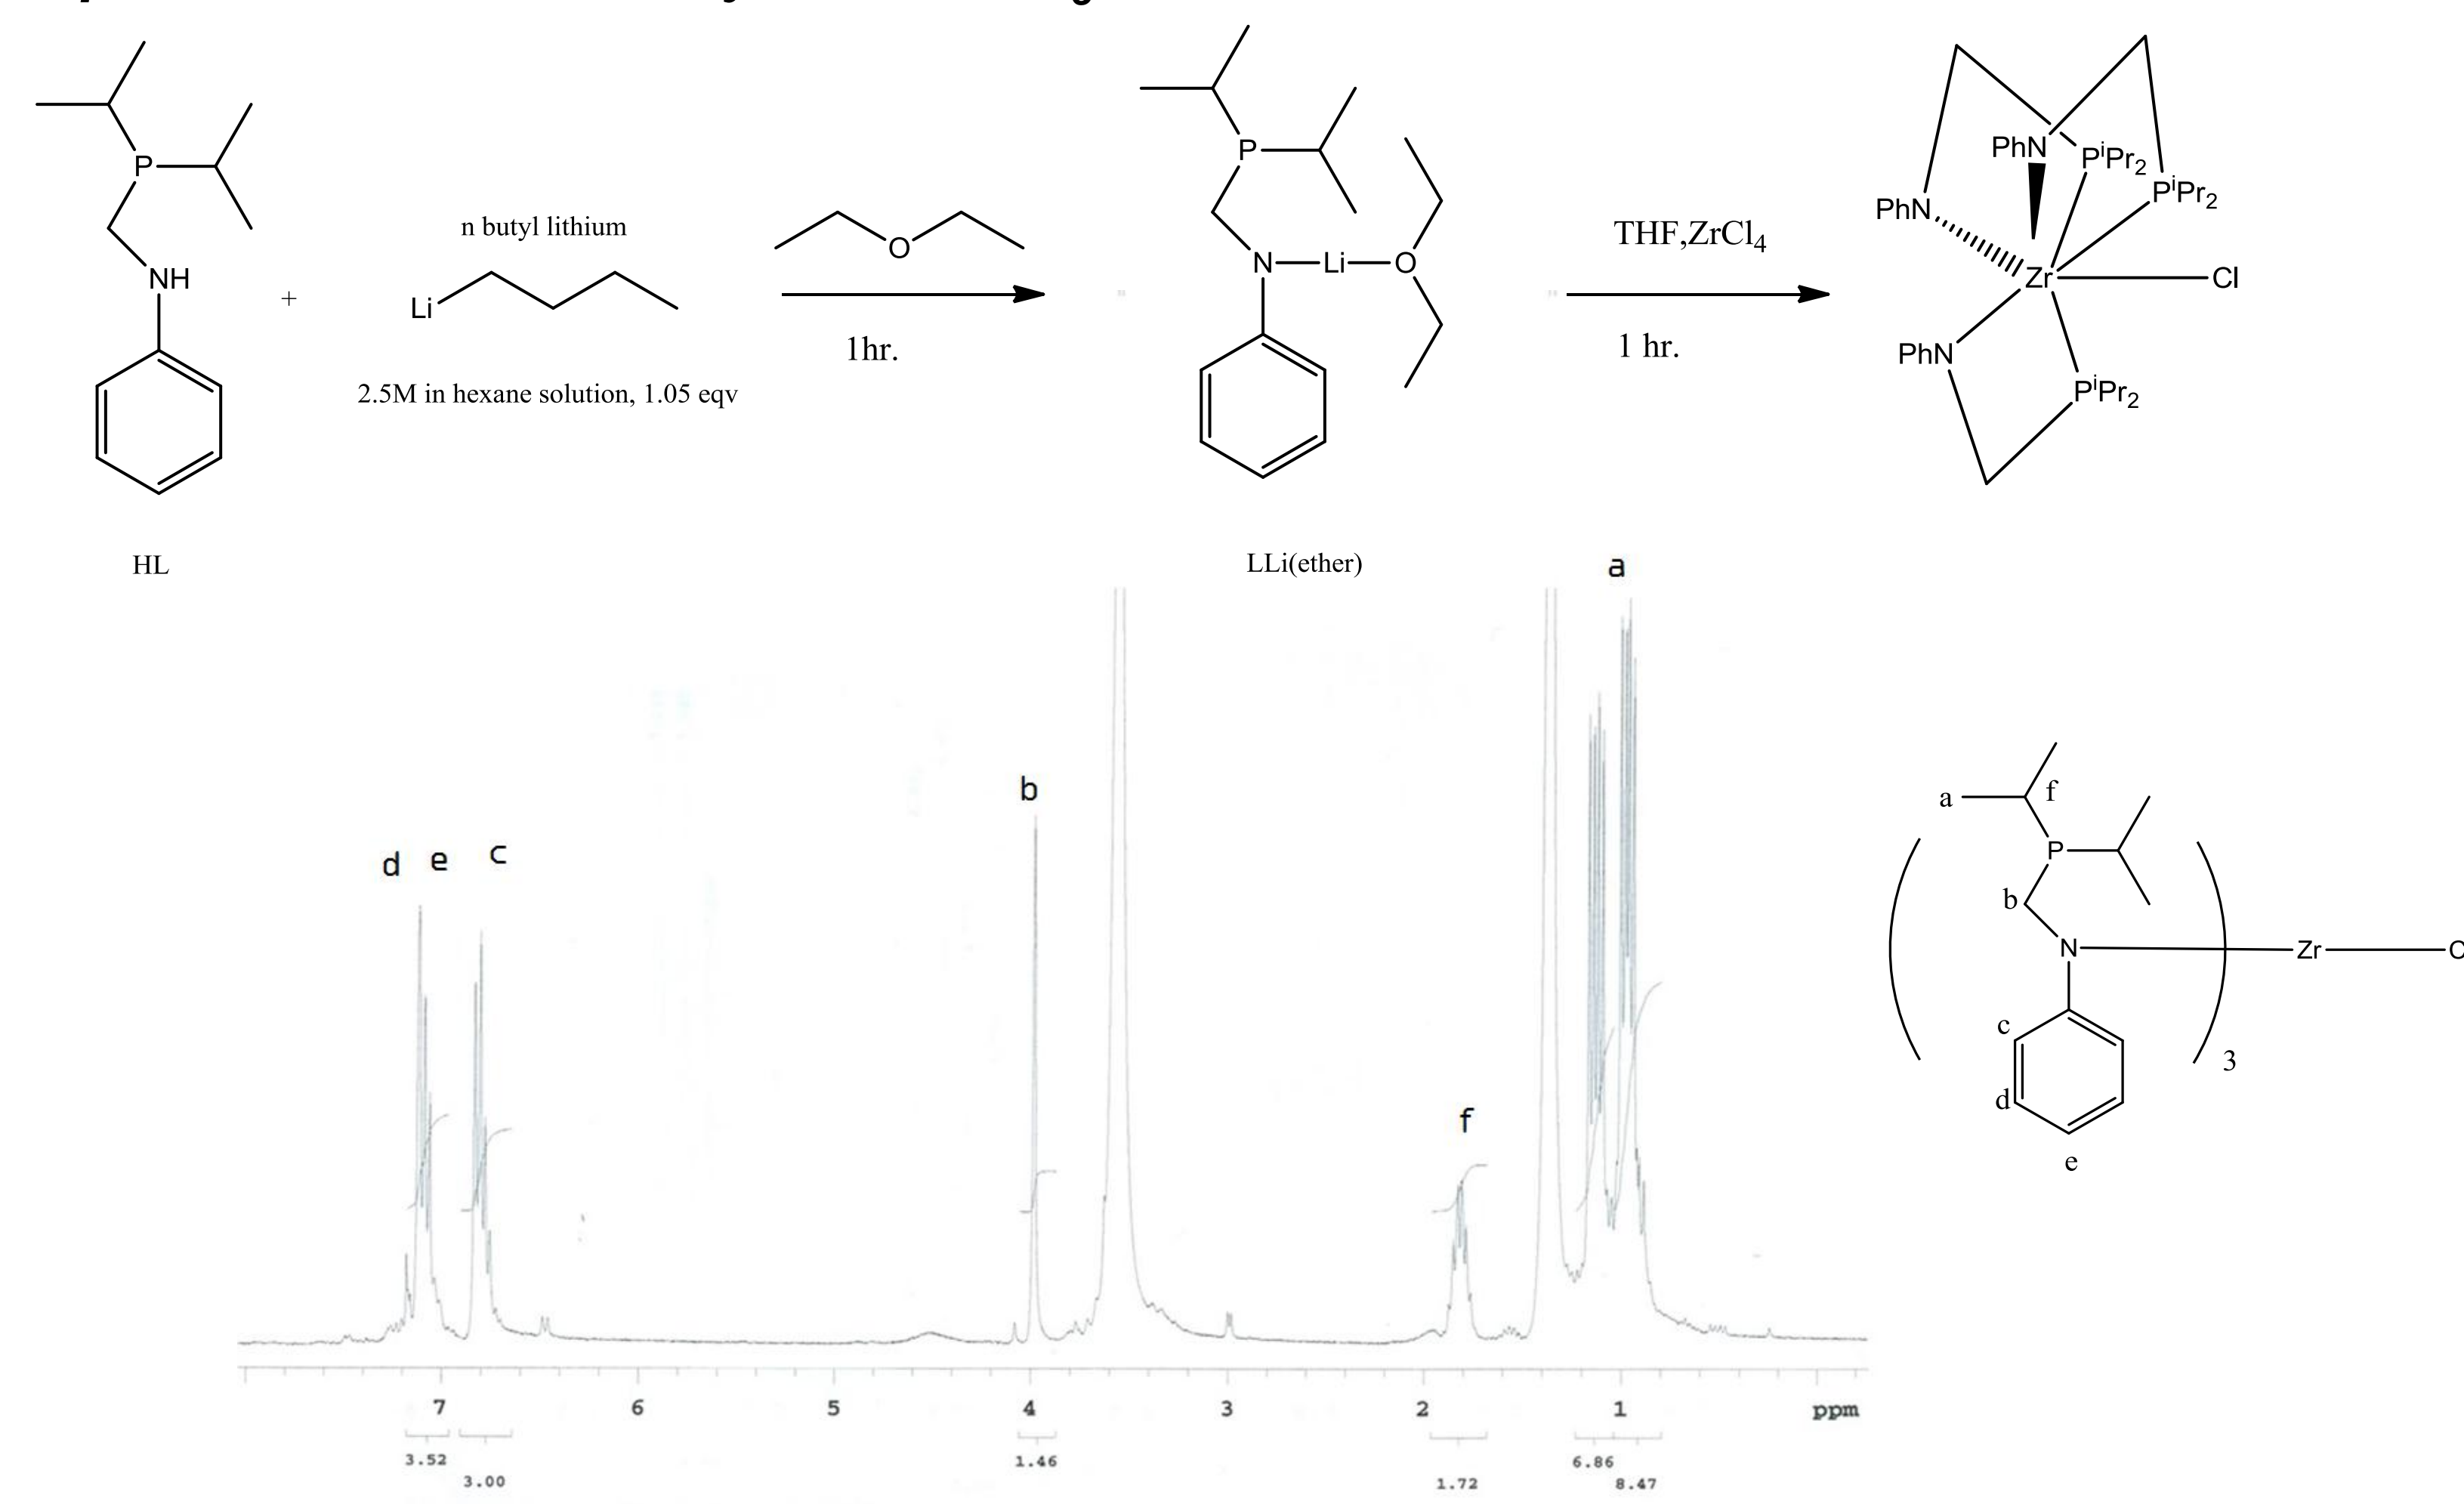 P
NH
HL
+
n butyl lithium
Li
2.5M in hexane solution, 1.05 eqv
O
1hr.
P
N
Li
O
LLi(ether)
THF,ZrCl4
1 hr.
PhN
PiPr2
PiPr2
PhN
Zr
Cl
PhN
PiPr2
a
b
d e c
f
a
f
P
b
N
Zr
c
d
3
e
7 6 5 4 3 2 1 ppm
3.52
3.00
1.46
1.72
6.86
8.47